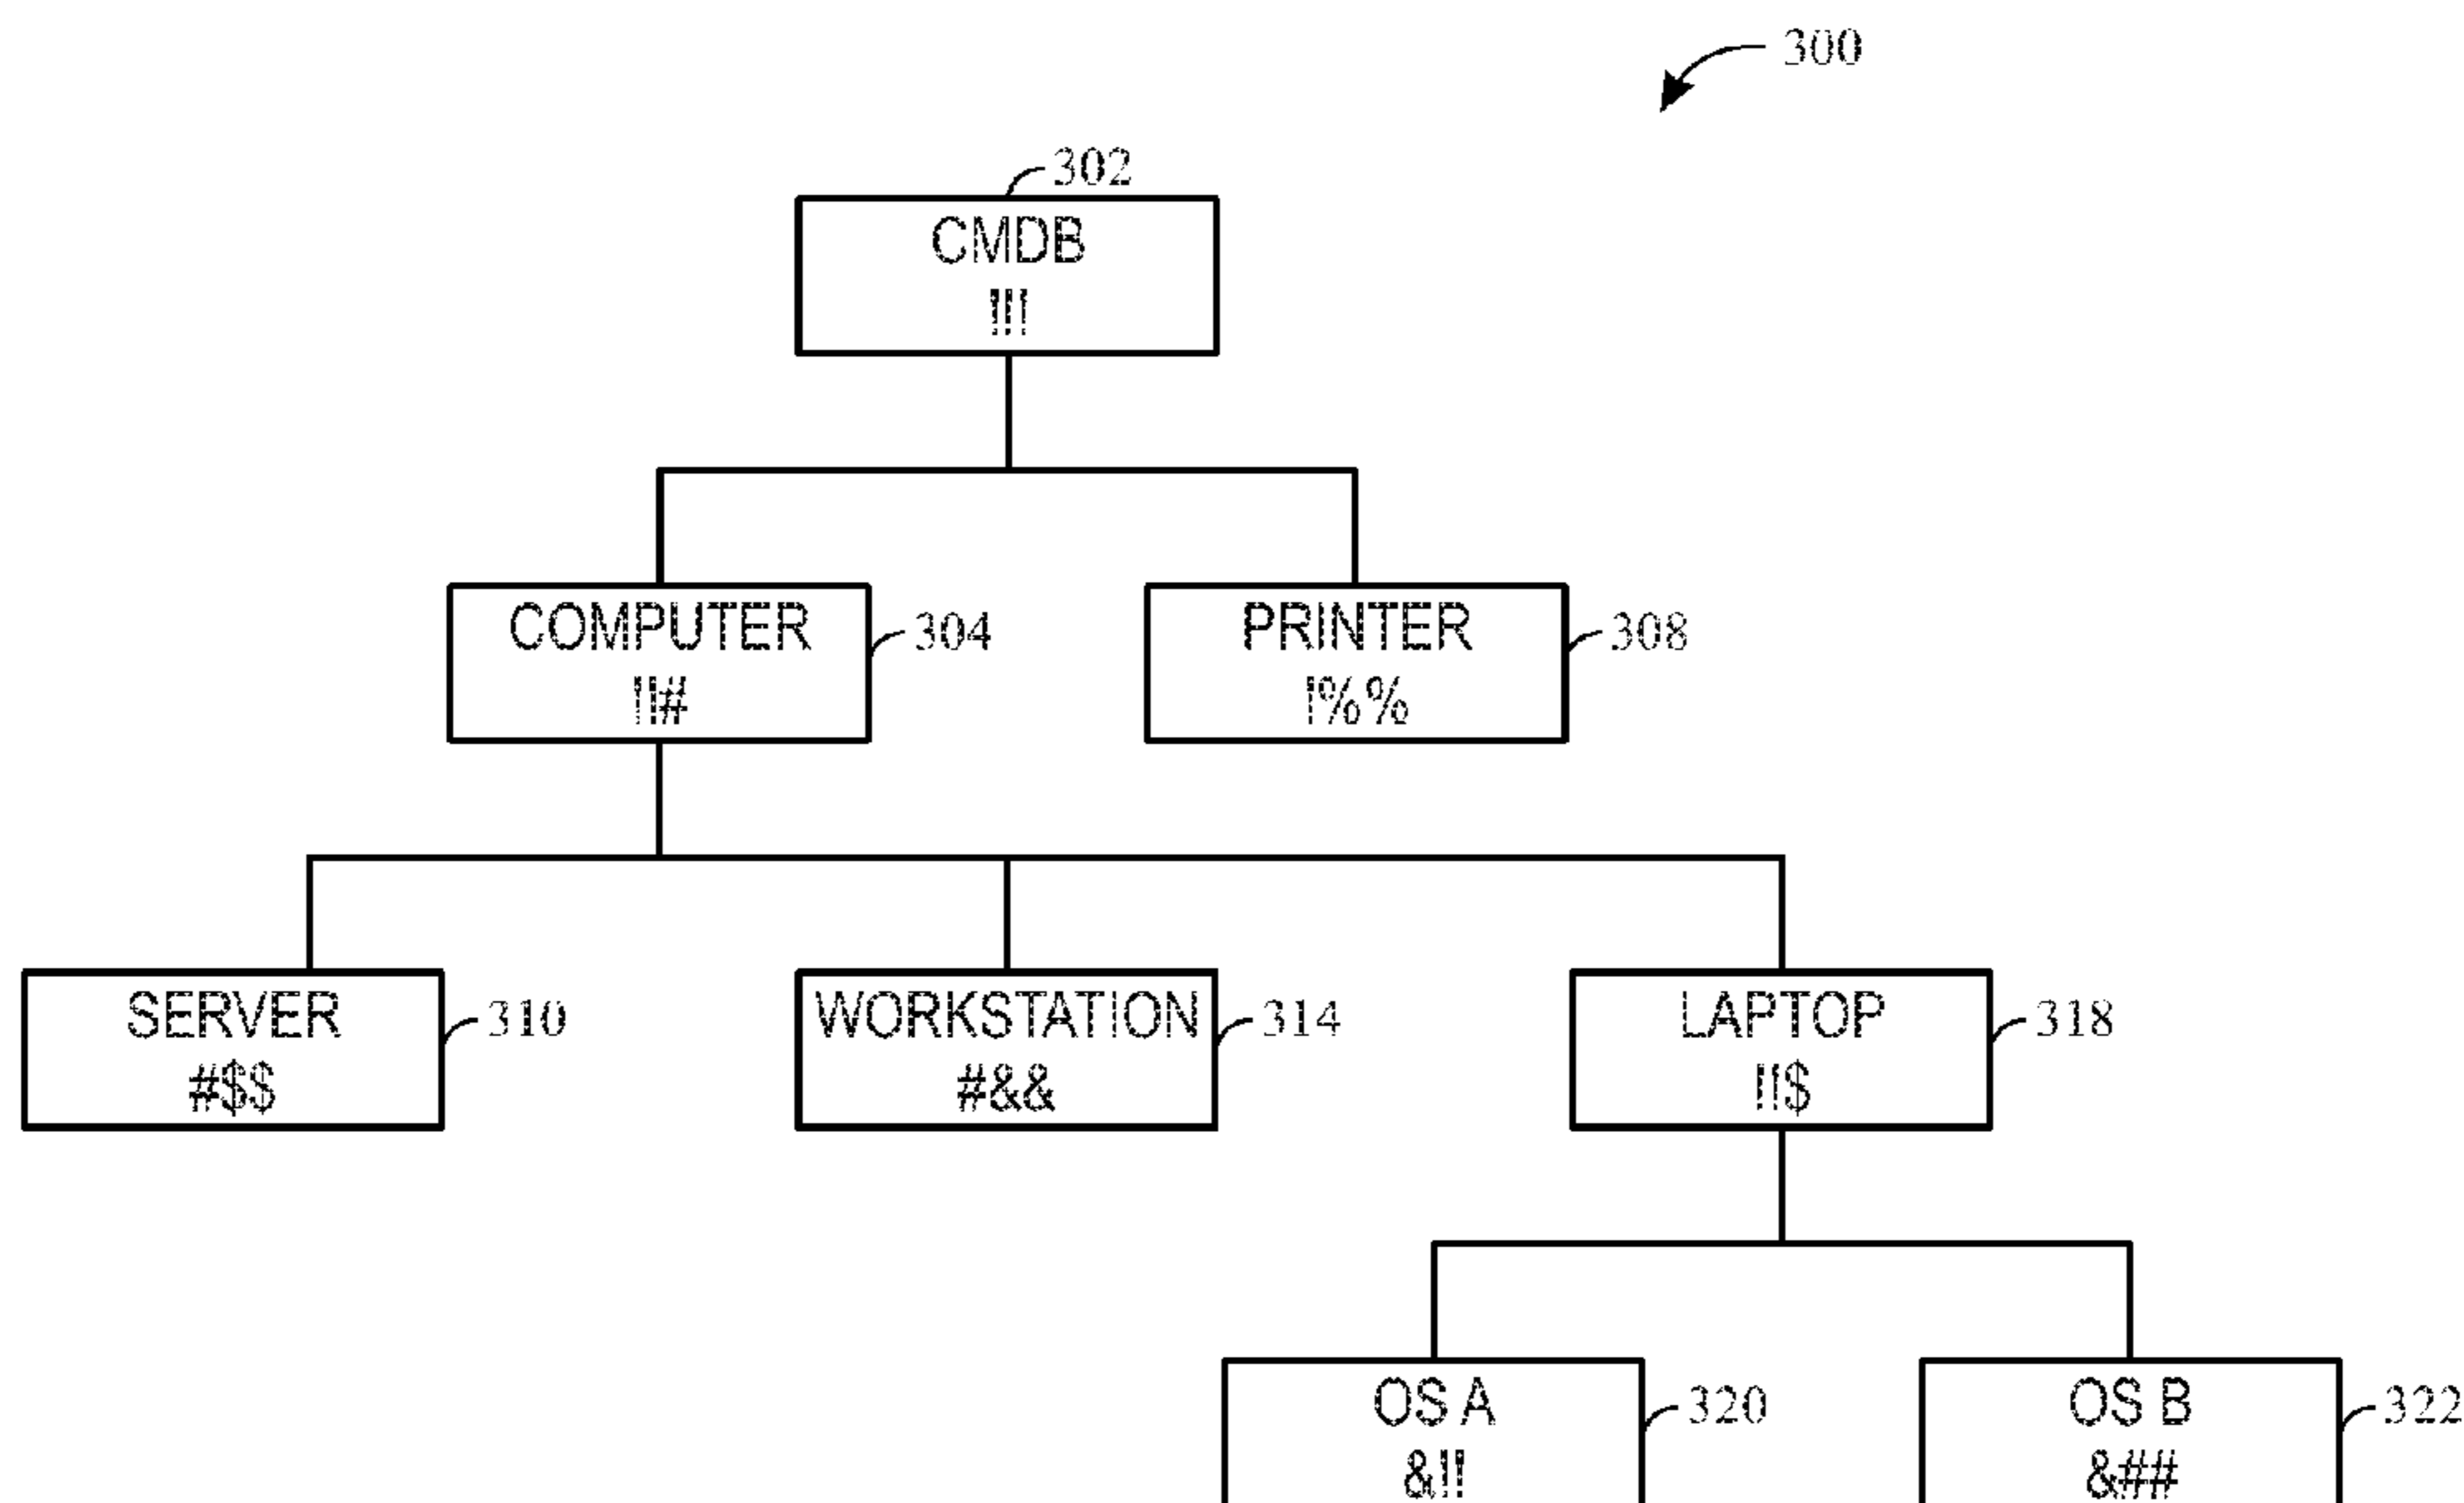 300
302
CMDB
!!!
COMPUTER
!!#
304
PRINTER
!%%
308
SERVER
#$$
310
WORKSTATION
#&&
314
LAPTOP
!!$
318
OS A
&!!
320
OS B
&##
322